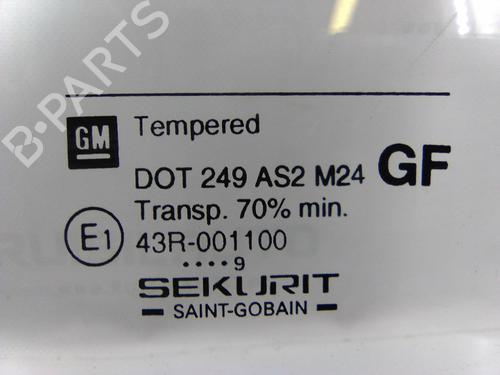 B-PARTS
GM Tempered
DOT 249 AS2 M24 GF
Transp. 70% min.
E1 43R-001100
....9
SEKURIT
SAINT-GOBAIN